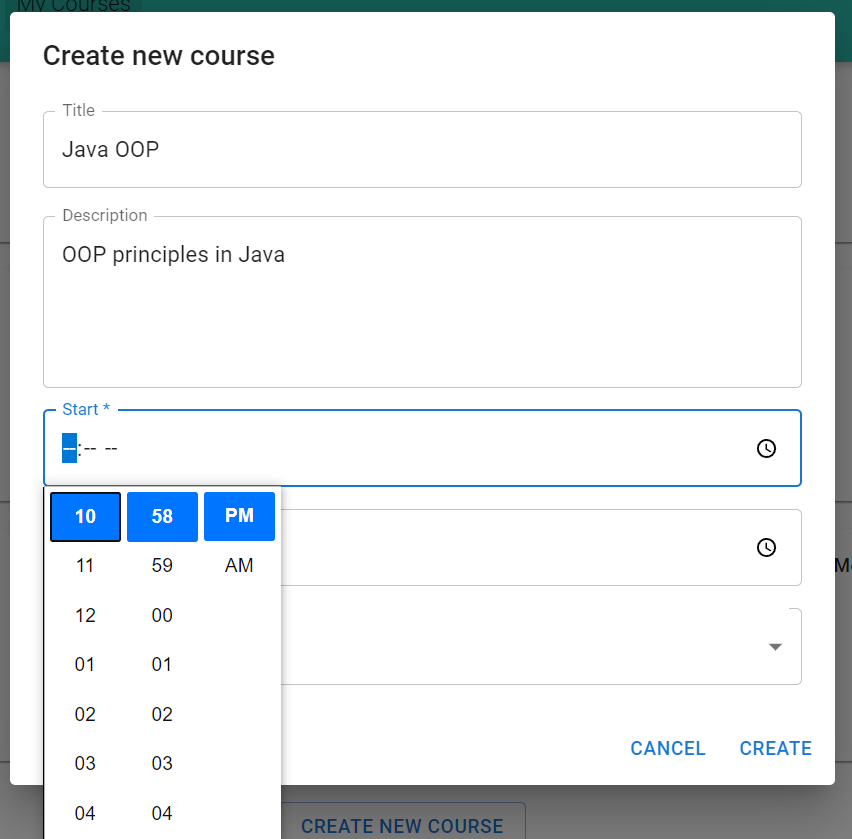 My Courses
Create new course
Title
Java OOP
Description
OOP principles in Java
Start *
--:-- --
10 58 PM
11 59 AM
12 00
01 01
02 02
03 03
04 04
CANCEL CREATE
CREATE NEW COURSE